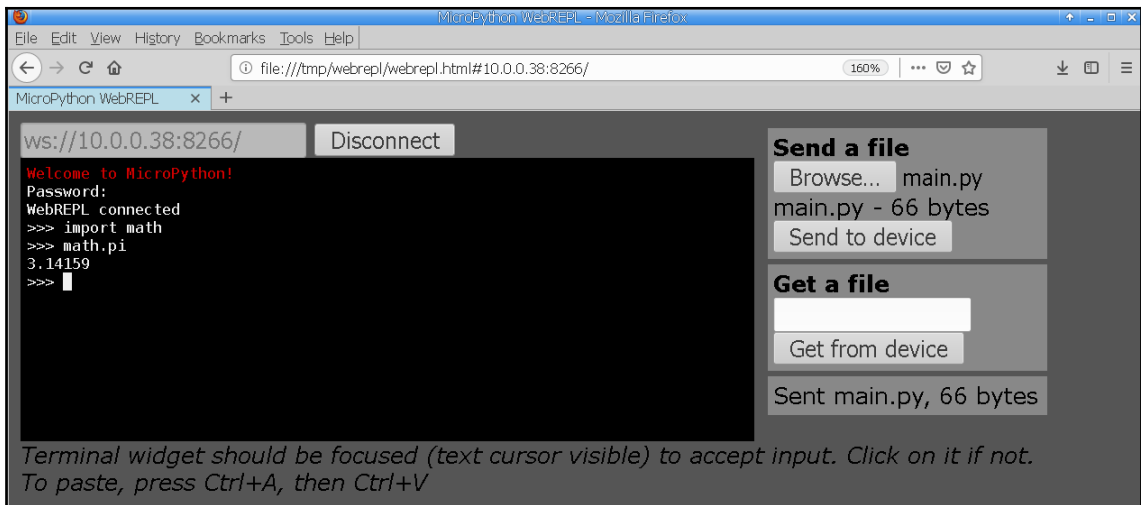 MicroPython WebREPL - Mozilla Firefox
File Edit View History Bookmarks Tools Help
file:///tmp/webrepl/webrepl.html#10.0.0.38:8266/ 160%
MicroPython WebREPL
ws://10.0.0.38:8266/ Disconnect
Welcome to MicroPython!
Password:
WebREPL connected
>>> import math
>>> math.pi
3.14159
>>>
Send a file
Browse... main.py
main.py - 66 bytes
Send to device
Get a file
Get from device
Sent main.py, 66 bytes
Terminal widget should be focused (text cursor visible) to accept input. Click on it if not.
To paste, press Ctrl+A, then Ctrl+V